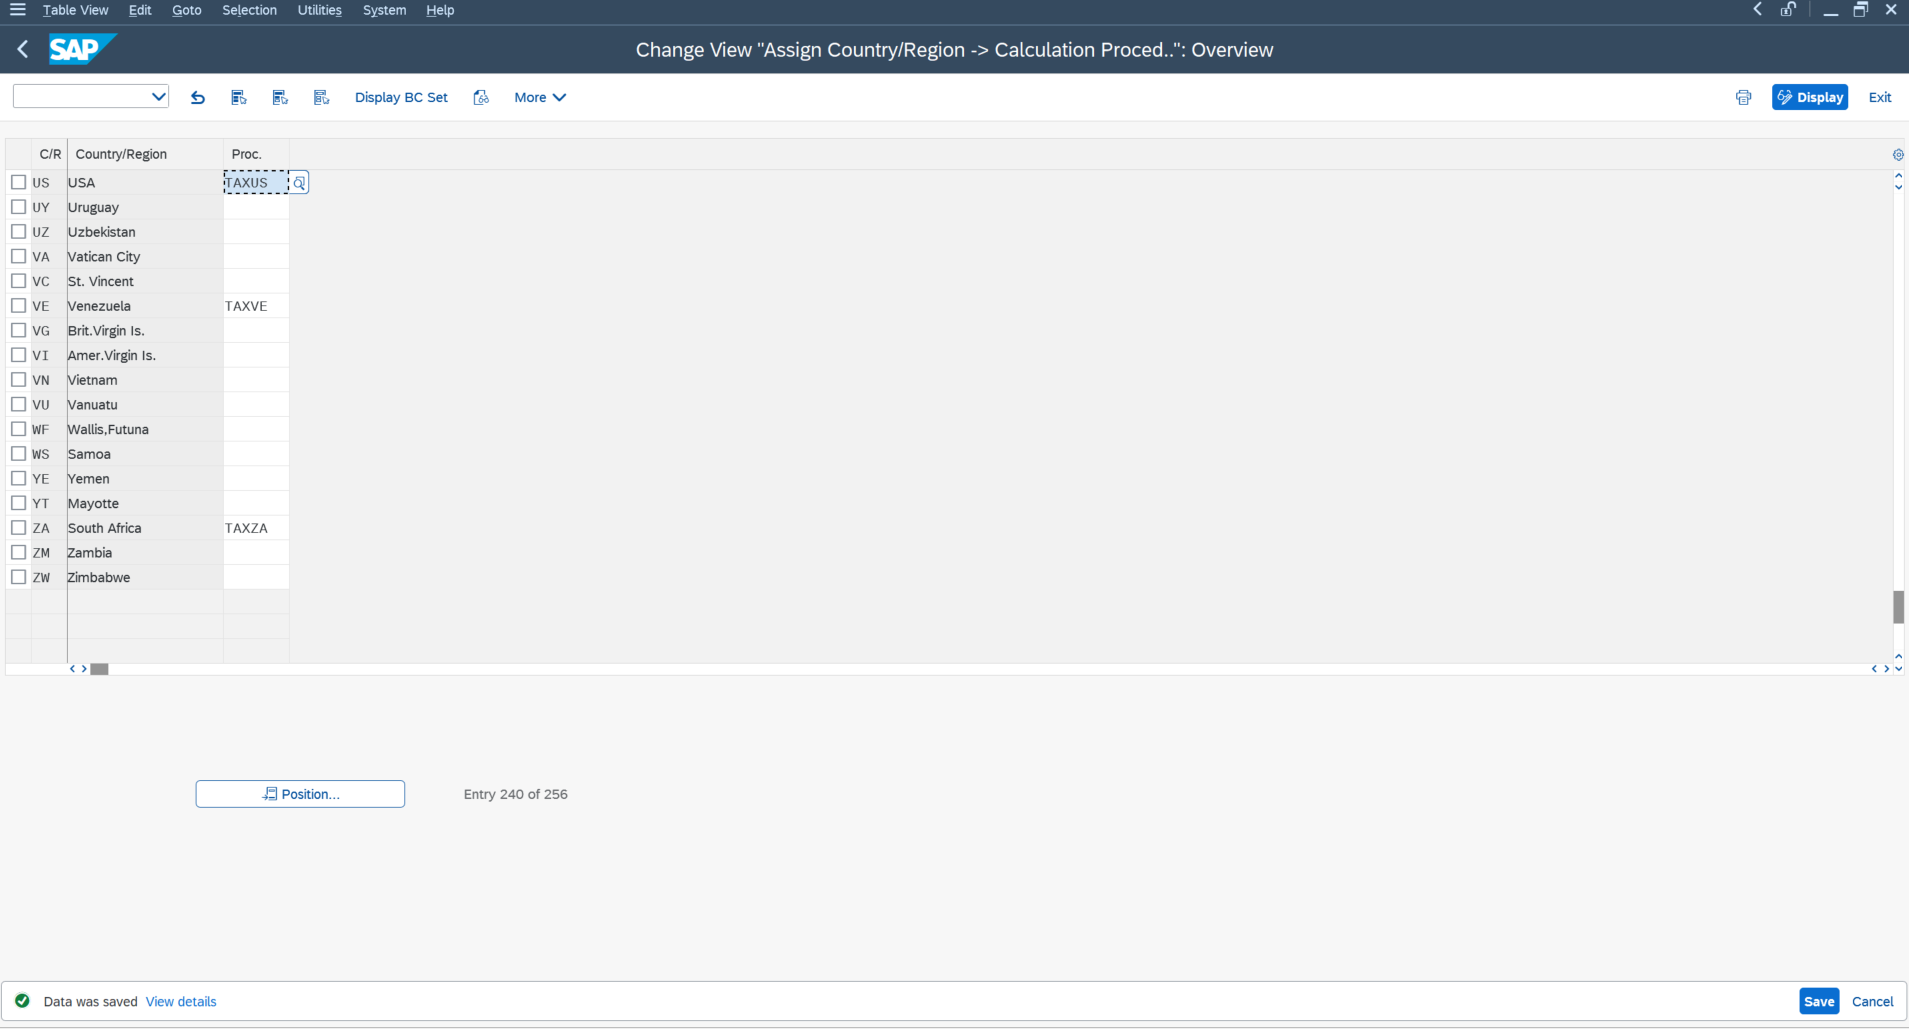 Table View Edit Goto Selection Utilities System Help
SAP Change View "Assign Country/Region -> Calculation Proced..": Overview
Display BC Set More Display Exit
C/R Country/Region Proc.
US USA TAXUS
UY Uruguay
UZ Uzbekistan
VA Vatican City
VC St. Vincent
VE Venezuela TAXVE
VG Brit.Virgin Is.
VI Amer.Virgin Is.
VN Vietnam
VU Vanuatu
WF Wallis,Futuna
WS Samoa
YE Yemen
YT Mayotte
ZA South Africa TAXZA
ZM Zambia
ZW Zimbabwe
Position... Entry 240 of 256
Data was saved View details Save Cancel